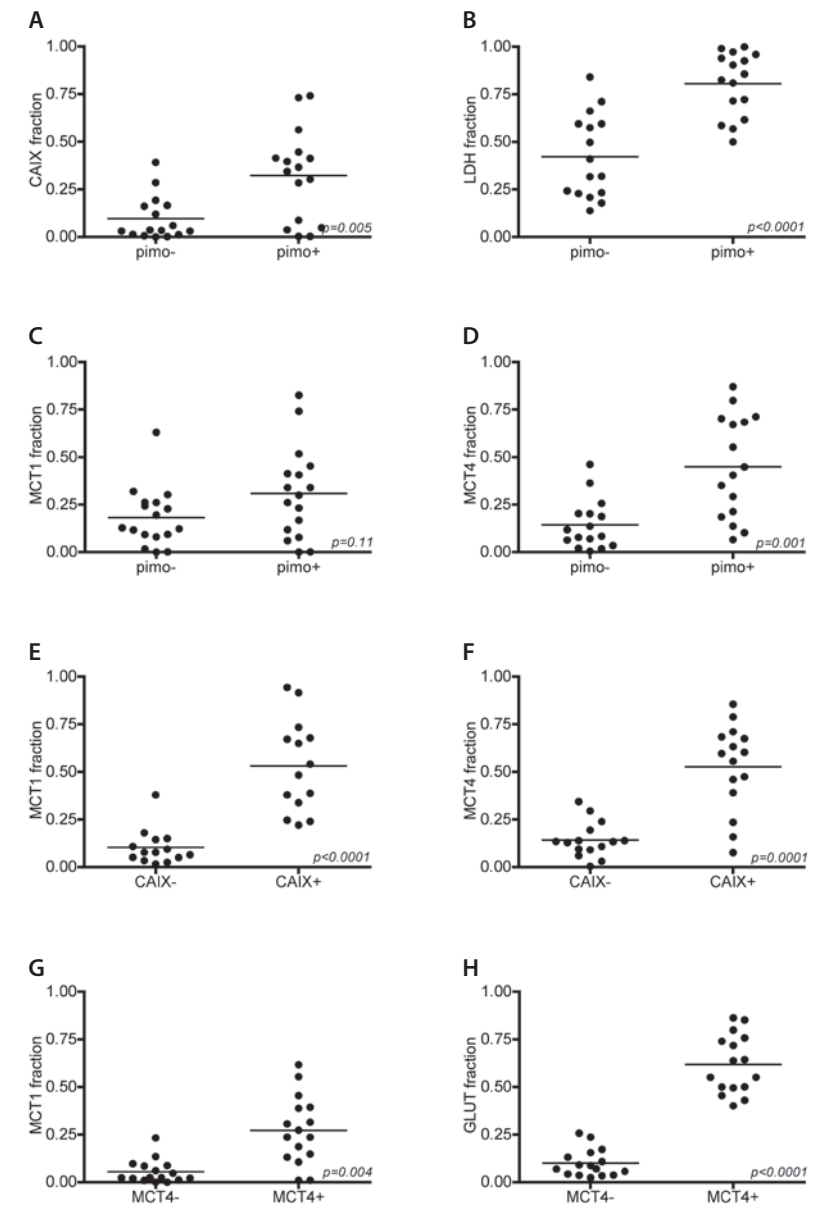 A
1.00
0.75
0.50
0.25
0.00
CAIX fraction
pimo-
pimo+
p=0.005
B
1.00
0.75
0.50
0.25
0.00
LDH fraction
pimo-
pimo+
p<0.0001
C
1.00
0.75
0.50
0.25
0.00
MCT1 fraction
pimo-
pimo+
p=0.11
D
1.00
0.75
0.50
0.25
0.00
MCT4 fraction
pimo-
pimo+
p=0.001
E
1.00
0.75
0.50
0.25
0.00
MCT1 fraction
CAIX-
CAIX+
p<0.0001
F
1.00
0.75
0.50
0.25
0.00
MCT4 fraction
CAIX-
CAIX+
p=0.0001
G
1.00
0.75
0.50
0.25
0.00
MCT1 fraction
MCT4-
MCT4+
p=0.004
H
1.00
0.75
0.50
0.25
0.00
GLUT fraction
MCT4-
MCT4+
p<0.0001